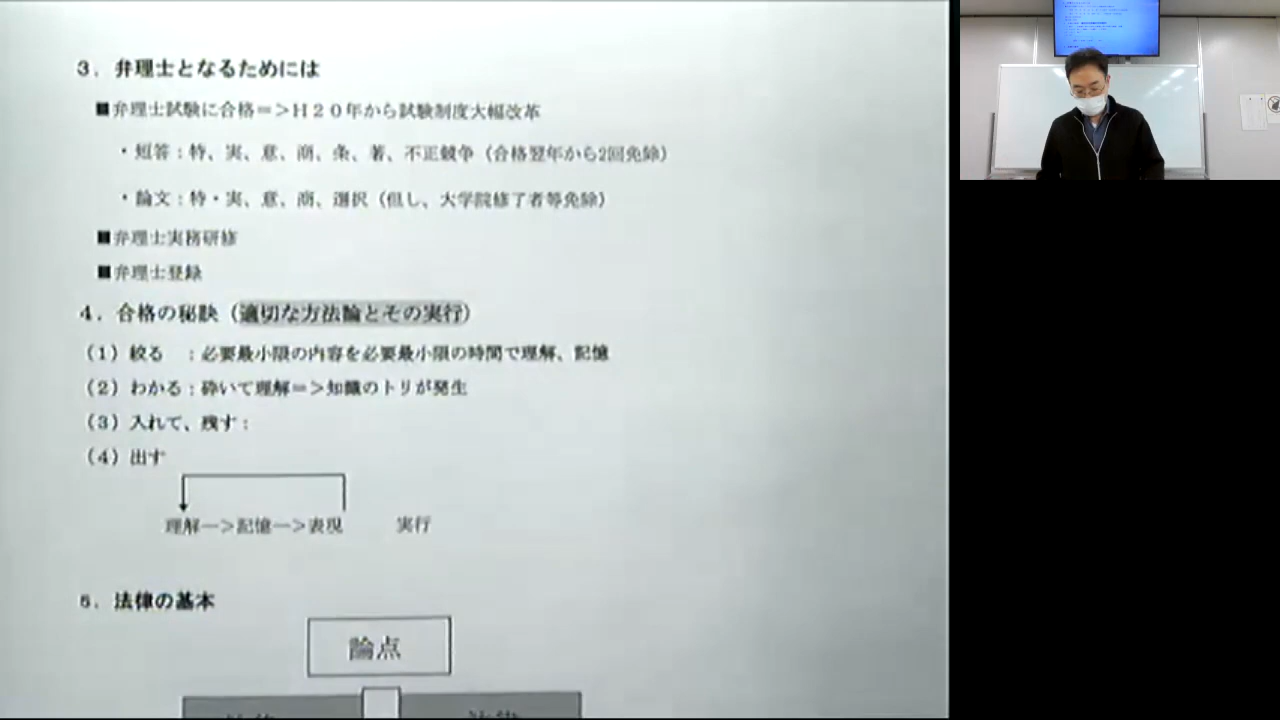 3．弁理士となるためには
■弁理士試験に合格＝＞H２０年から試験制度大幅改革
・短答：特、実、意、商、条、著、不正競争（合格翌年から2回免除）
・論文：特・実、意、商、選択（但し、大学院修了者等免除）
■弁理士実務研修
■弁理士登録
4．合格の秘訣（適切な方法論とその実行）
（1）絞る　：必要最小限の内容を必要最小限の時間で理解、記憶
（2）わかる：砕いて理解＝＞知識のトリが発生
（3）入れて、残す：
（4）出す
理解―＞記憶―＞表現　　実行
5．法律の基本
論点